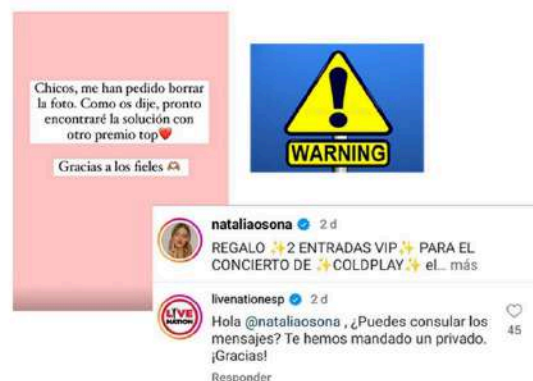 Chicos, me han pedido borrar
la foto. Como os dije, pronto
encontraré la solución con
otro premio top❤️
Gracias a los fieles 🫶🏼
WARNING
nataliaosona 2 d
REGALO ✨2 ENTRADAS VIP✨ PARA EL
CONCIERTO DE ✨COLDPLAY✨ el... más
LIVE NATION
livenationesp 2 d
Hola @nataliaosona , ¿Puedes consular los
mensajes? Te hemos mandado un privado.
¡Gracias!
45
Responder